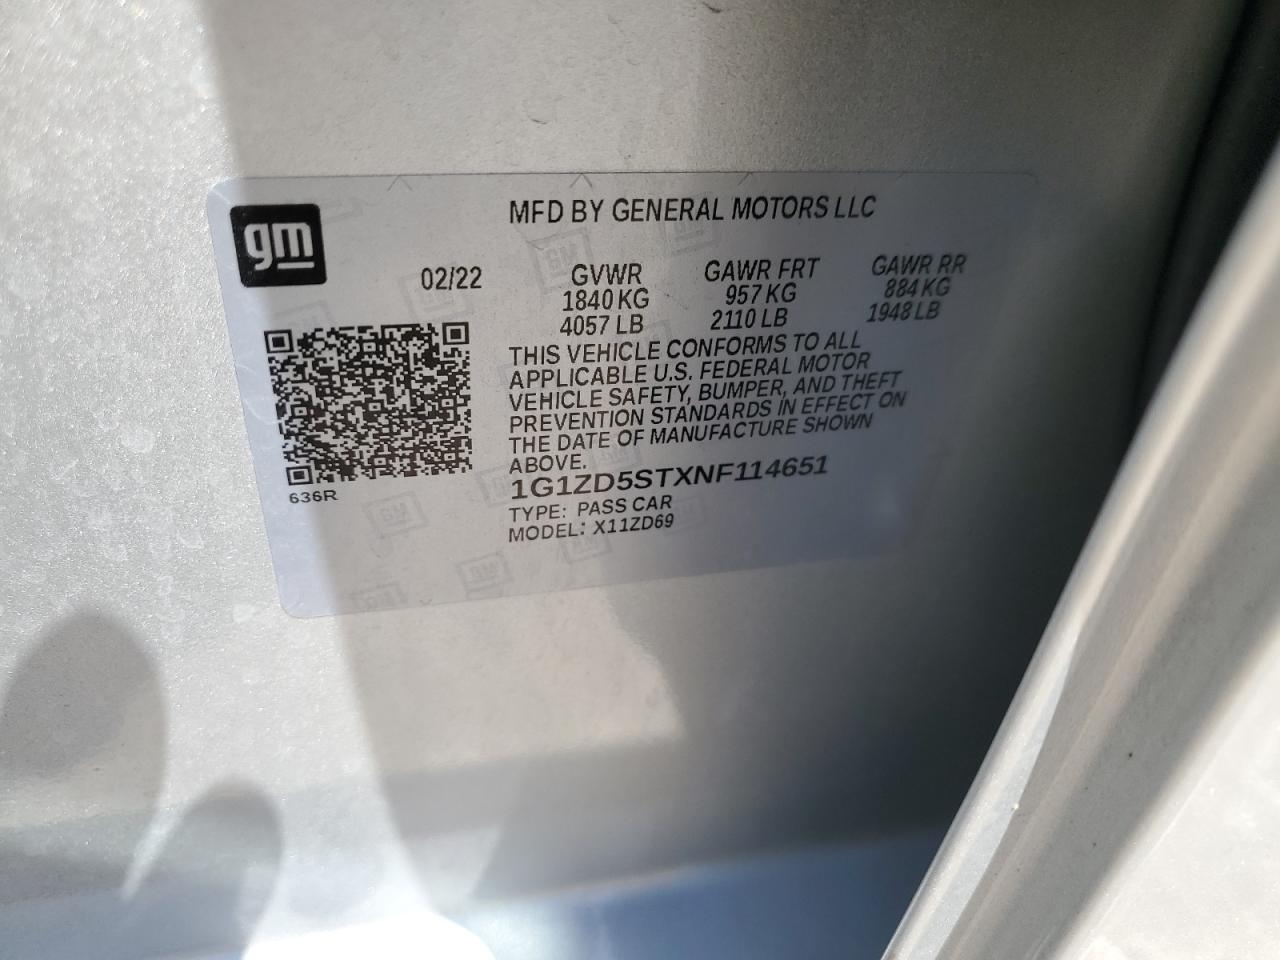 gm
MFD BY GENERAL MOTORS LLC
02/22
GVWR GAWR FRT GAWR RR
1840 KG 957 KG 884 KG
4057 LB 2110 LB 1948 LB
THIS VEHICLE CONFORMS TO ALL
APPLICABLE U.S. FEDERAL MOTOR
VEHICLE SAFETY, BUMPER, AND THEFT
PREVENTION STANDARDS IN EFFECT ON
THE DATE OF MANUFACTURE SHOWN
ABOVE.
1G1ZD5STXNF114651
TYPE: PASS CAR
MODEL: X11ZD69
636R